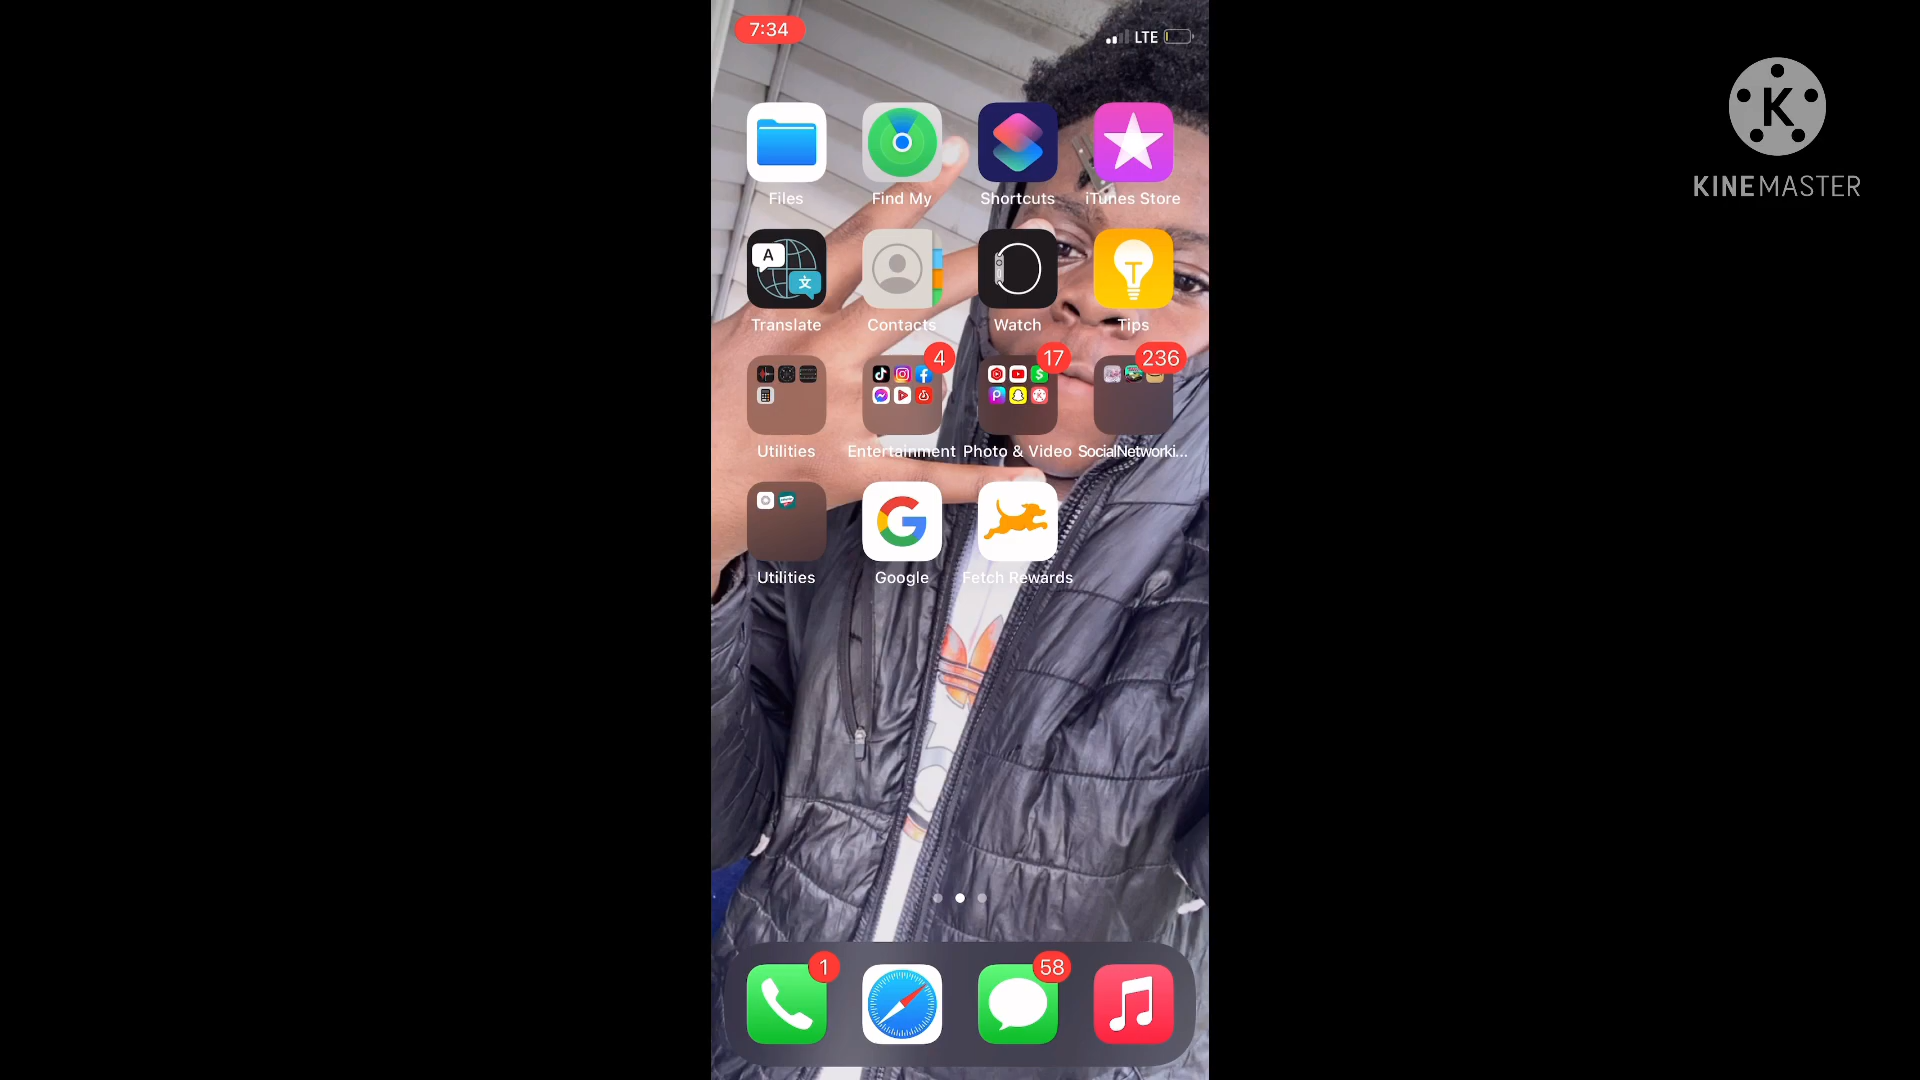 7:34
LTE
K
KINEMASTER
Files
Find My
Shortcuts
iTunes Store
A
文
Translate
Contacts
Watch
Tips
4
17
236
Utilities
Entertainment
Photo & Video
SocialNetworki...
Utilities
Google
Fetch Rewards
1
58